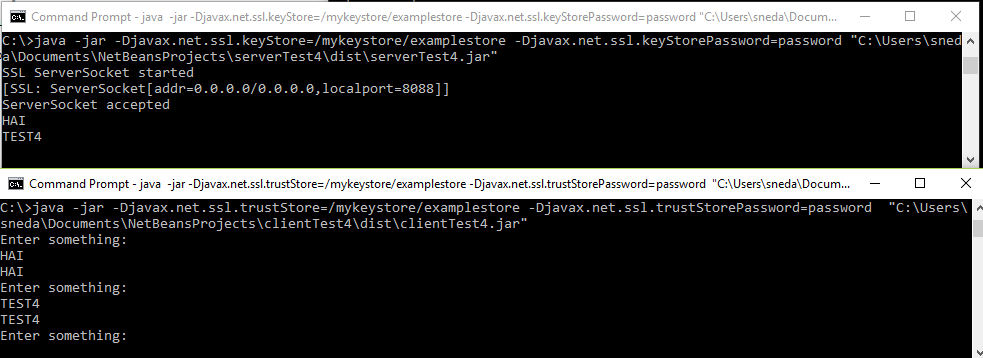 Command Prompt - java  -jar -Djavax.net.ssl.keyStore=/mykeystore/examplestore -Djavax.net.ssl.keyStorePassword=password "C:\Users\sneda\Docum...
C:\>java -jar -Djavax.net.ssl.keyStore=/mykeystore/examplestore -Djavax.net.ssl.keyStorePassword=password "C:\Users\sned
a\Documents\NetBeansProjects\serverTest4\dist\serverTest4.jar"
SSL ServerSocket started
[SSL: ServerSocket[addr=0.0.0.0/0.0.0.0,localport=8088]]
ServerSocket accepted
HAI
TEST4
Command Prompt - java  -jar -Djavax.net.ssl.trustStore=/mykeystore/examplestore -Djavax.net.ssl.trustStorePassword=password  "C:\Users\sneda\Docum...
C:\>java -jar -Djavax.net.ssl.trustStore=/mykeystore/examplestore -Djavax.net.ssl.trustStorePassword=password  "C:\Users\
sneda\Documents\NetBeansProjects\clientTest4\dist\clientTest4.jar"
Enter something:
HAI
HAI
Enter something:
TEST4
TEST4
Enter something: